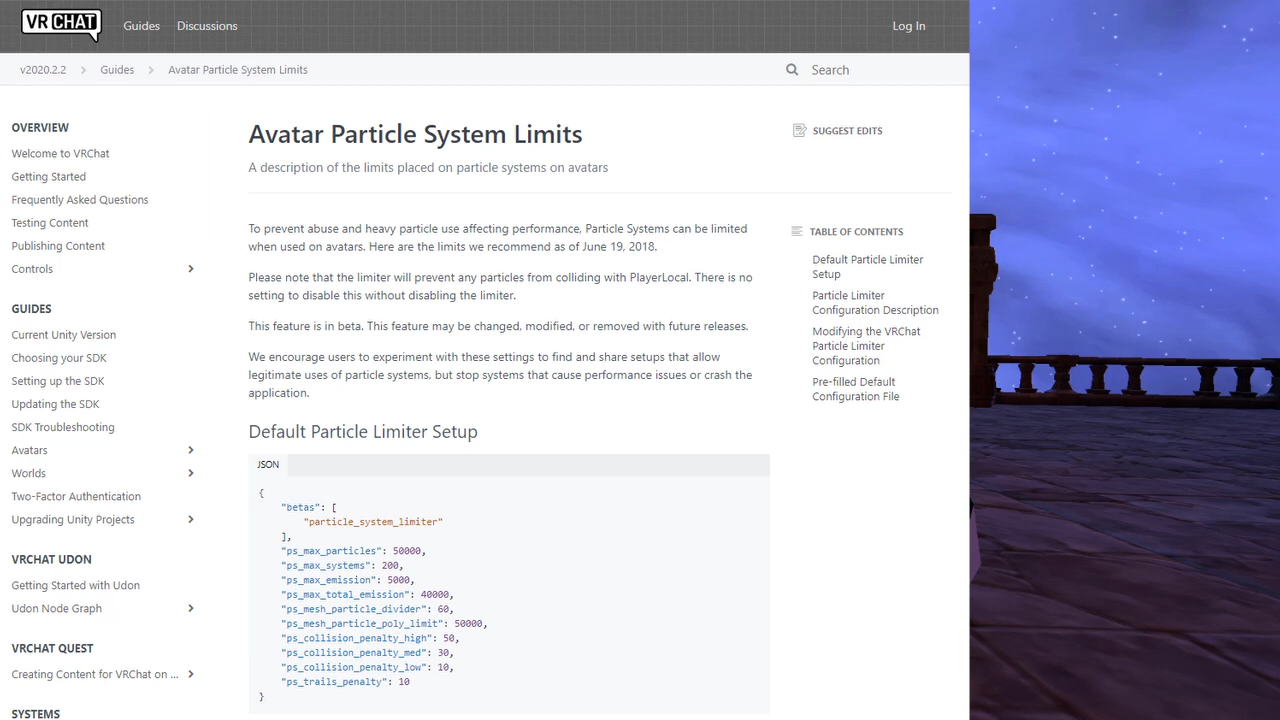 VRCHAT
Guides
Discussions
Log In
v2020.2.2
Guides
Avatar Particle System Limits
Search
OVERVIEW
Welcome to VRChat
Getting Started
Frequently Asked Questions
Testing Content
Publishing Content
Controls
GUIDES
Current Unity Version
Choosing your SDK
Setting up the SDK
Updating the SDK
SDK Troubleshooting
Avatars
Worlds
Two-Factor Authentication
Upgrading Unity Projects
VRCHAT UDON
Getting Started with Udon
Udon Node Graph
VRCHAT QUEST
Creating Content for VRChat on ...
SYSTEMS
Avatar Particle System Limits
A description of the limits placed on particle systems on avatars
To prevent abuse and heavy particle use affecting performance, Particle Systems can be limited
when used on avatars. Here are the limits we recommend as of June 19, 2018.
Please note that the limiter will prevent any particles from colliding with PlayerLocal. There is no
setting to disable this without disabling the limiter.
This feature is in beta. This feature may be changed, modified, or removed with future releases.
We encourage users to experiment with these settings to find and share setups that allow
legitimate uses of particle systems, but stop systems that cause performance issues or crash the
application.
Default Particle Limiter Setup
JSON
{
"betas": [
"particle_system_limiter"
],
"ps_max_particles": 50000,
"ps_max_systems": 200,
"ps_max_emission": 5000,
"ps_max_total_emission": 40000,
"ps_mesh_particle_divider": 60,
"ps_mesh_particle_poly_limit": 50000,
"ps_collision_penalty_high": 50,
"ps_collision_penalty_med": 30,
"ps_collision_penalty_low": 10,
"ps_trails_penalty": 10
}
SUGGEST EDITS
TABLE OF CONTENTS
Default Particle Limiter
Setup
Particle Limiter
Configuration Description
Modifying the VRChat
Particle Limiter
Configuration
Pre-filled Default
Configuration File